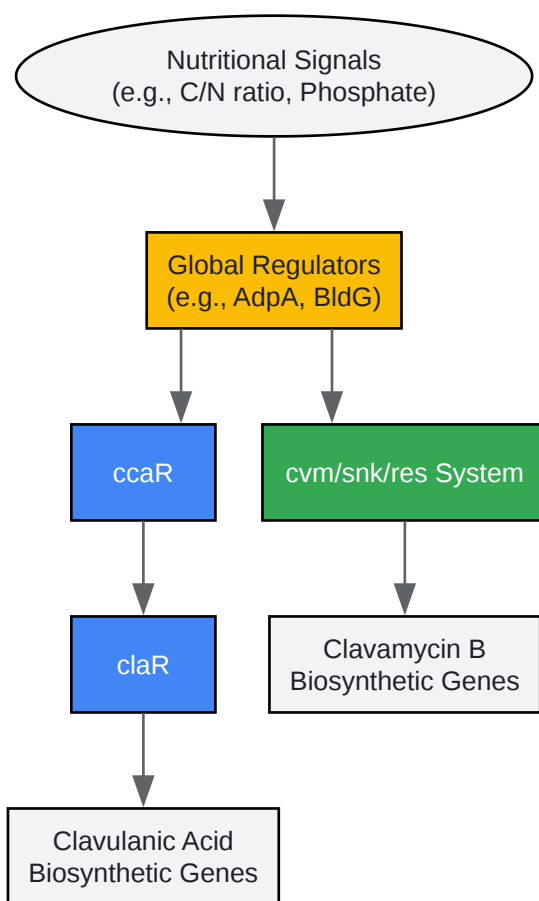 Nutritional Signals
(e.g., C/N ratio, Phosphate)
Global Regulators
(e.g., AdpA, BldG)
ccaR
cvm/snk/res System
claR
Clavamycin B
Biosynthetic Genes
Clavulanic Acid
Biosynthetic Genes